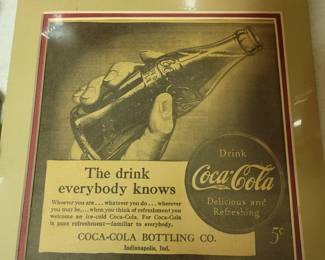 The drink
everybody knows
Whoever you are...whatever you do...wherever
you may be,...when you think of refreshment you
welcome an ice-cold Coca-Cola. For Coca-Cola
is pure refreshment—familiar to everybody.
COCA-COLA BOTTLING CO.
Indianapolis, Ind.
Drink
Coca-Cola
Delicious and
Refreshing
5¢